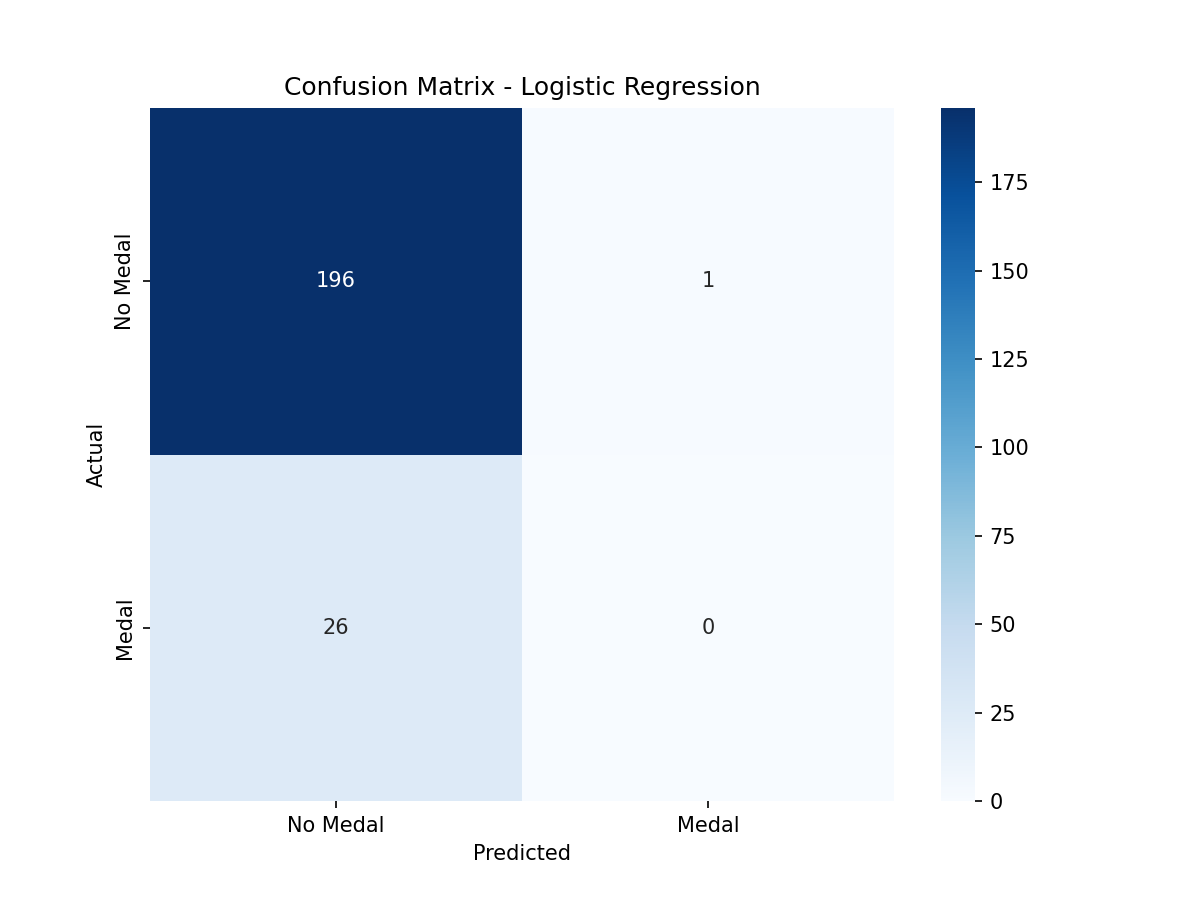 Confusion Matrix - Logistic Regression
Actual
No Medal
Medal
196
1
26
0
No Medal
Medal
Predicted
175
150
125
100
75
50
25
0